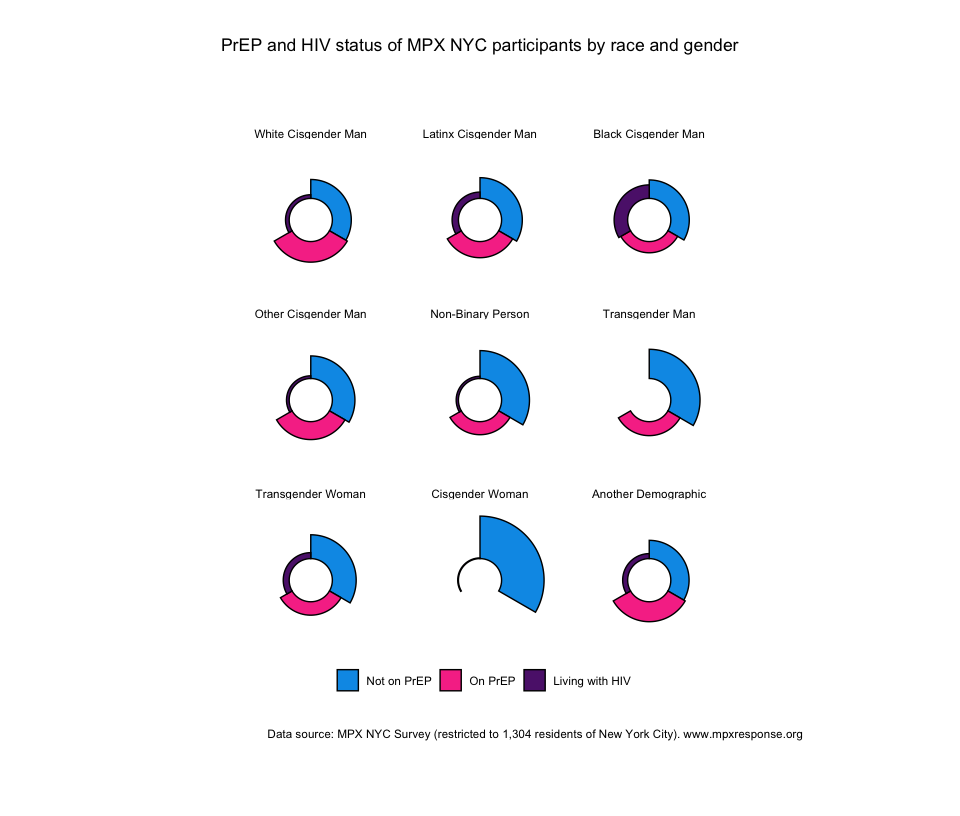 PrEP and HIV status of MPX NYC participants by race and gender
White Cisgender Man
Latinx Cisgender Man
Black Cisgender Man
Other Cisgender Man
Non-Binary Person
Transgender Man
Transgender Woman
Cisgender Woman
Another Demographic
Not on PrEP
On PrEP
Living with HIV
Data source: MPX NYC Survey (restricted to 1,304 residents of New York City). www.mpxresponse.org